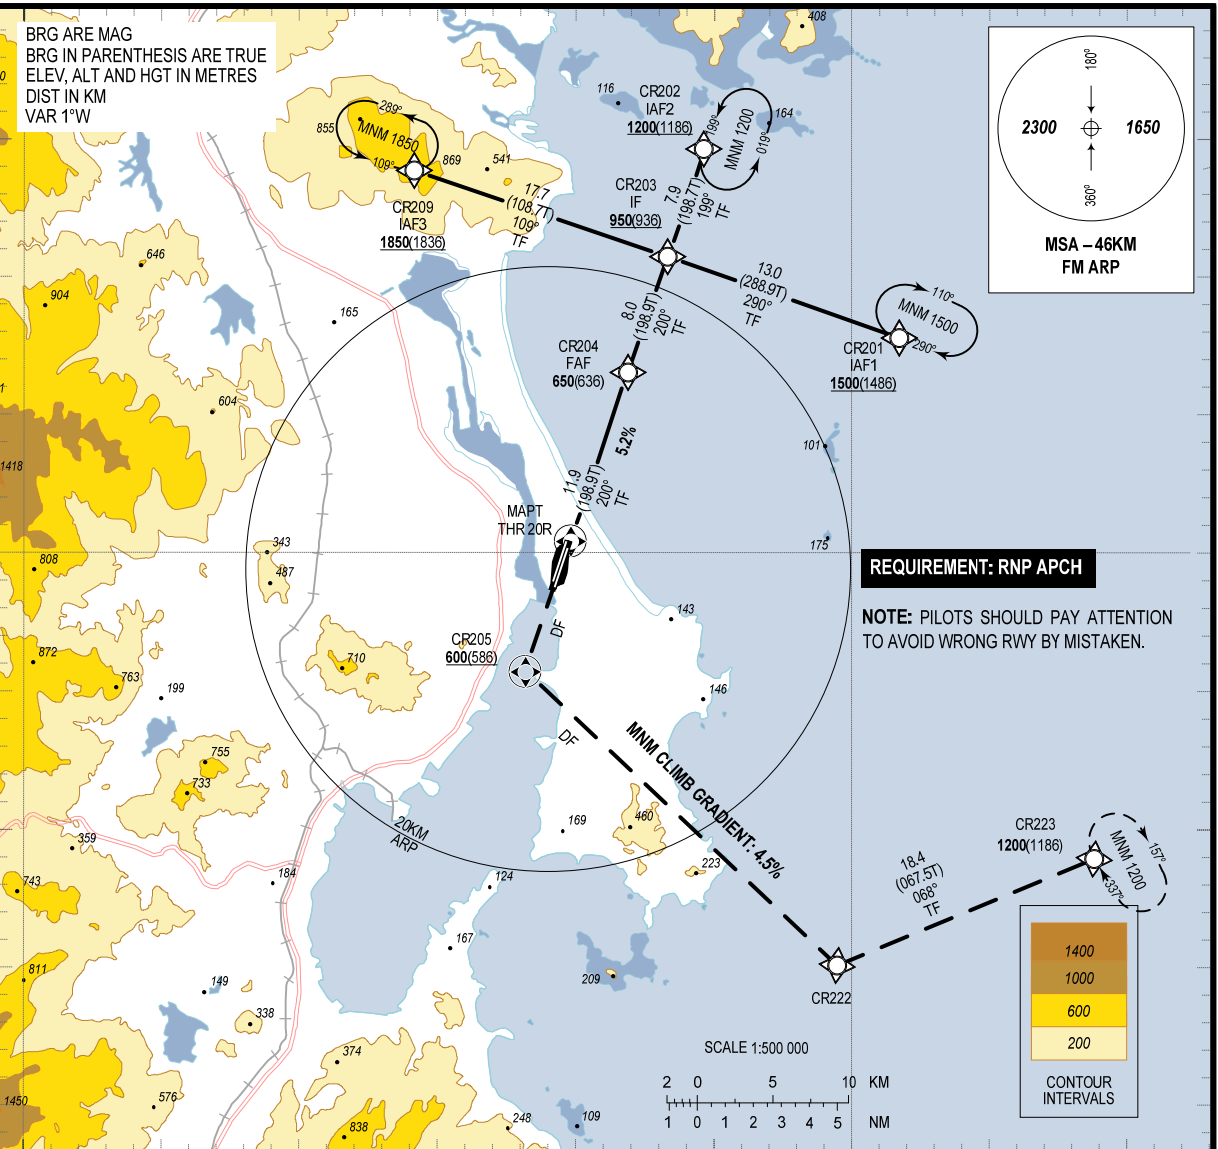 BRG ARE MAG
BRG IN PARENTHESIS ARE TRUE
ELEV, ALT AND HGT IN METRES
DIST IN KM
VAR 1°W
408
116
CR202
IAF2
1200(1186)
164
199°
MNM 1200
019°
289°
855
MNM 1850
109°
869
541
CR209
IAF3
1850(1836)
17.7
(108.7T)
109°
TF
CR203
IF
950(936)
7.9
(198.7T)
199°
TF
180°
2300
1650
360°
MSA – 46KM
FM ARP
13.0
(288.9T)
290°
TF
110°
MNM 1500
290°
CR201
IAF1
1500(1486)
646
904
165
604
1418
8.0
(198.9T)
200°
TF
CR204
FAF
650(636)
5.2%
101
11.9
(198.9T)
200°
TF
MAPT
THR 20R
175
343
487
808
REQUIREMENT: RNP APCH
NOTE: PILOTS SHOULD PAY ATTENTION
TO AVOID WRONG RWY BY MISTAKEN.
143
DF
CR205
600(586)
872
763
199
710
146
DF
MNM CLIMB GRADIENT: 4.5%
755
733
460
169
223
20KM
ARP
359
743
184
124
167
CR223
1200(1186)
MNM 1200
157°
337°
18.4
(067.5T)
068°
TF
CR222
209
811
149
338
374
576
1450
838
248
109
1400
1000
600
200
CONTOUR
INTERVALS
SCALE 1:500 000
2 0 5 10 KM
1 0 1 2 3 4 5 NM